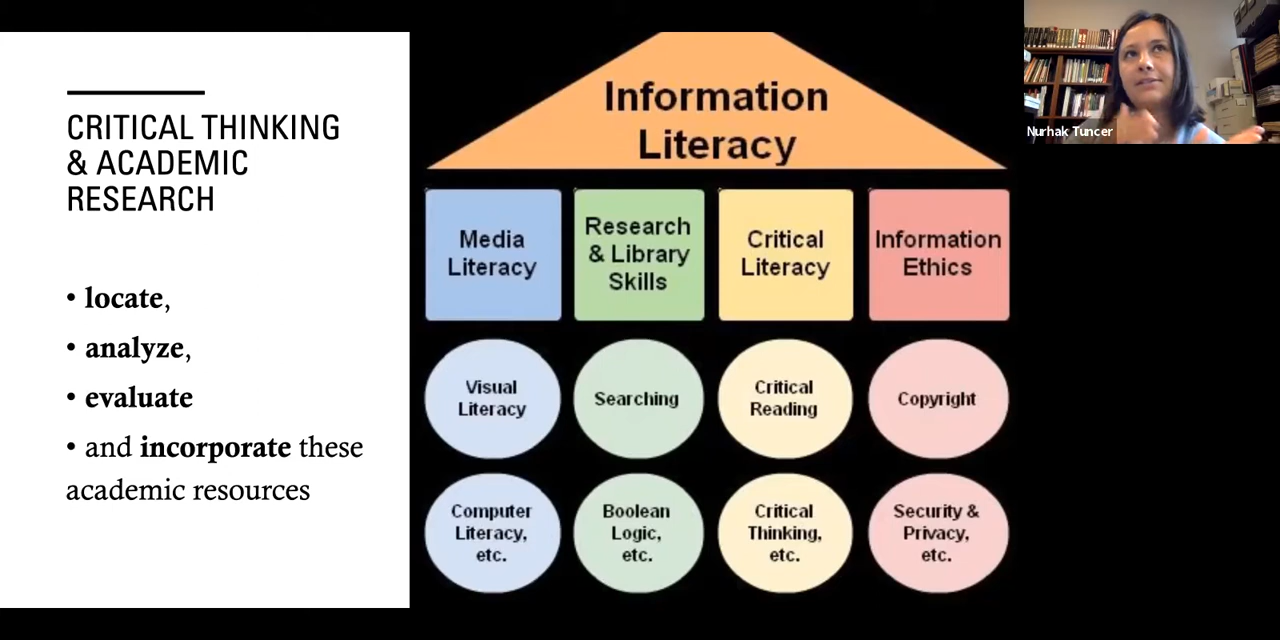 CRITICAL THINKING
& ACADEMIC
RESEARCH
• locate,
• analyze,
• evaluate
• and incorporate these
academic resources
Information
Literacy
Media
Literacy
Research
& Library
Skills
Critical
Literacy
Information
Ethics
Visual
Literacy
Searching
Critical
Reading
Copyright
Computer
Literacy,
etc.
Boolean
Logic,
etc.
Critical
Thinking,
etc.
Security &
Privacy,
etc.
Nurhak Tuncer